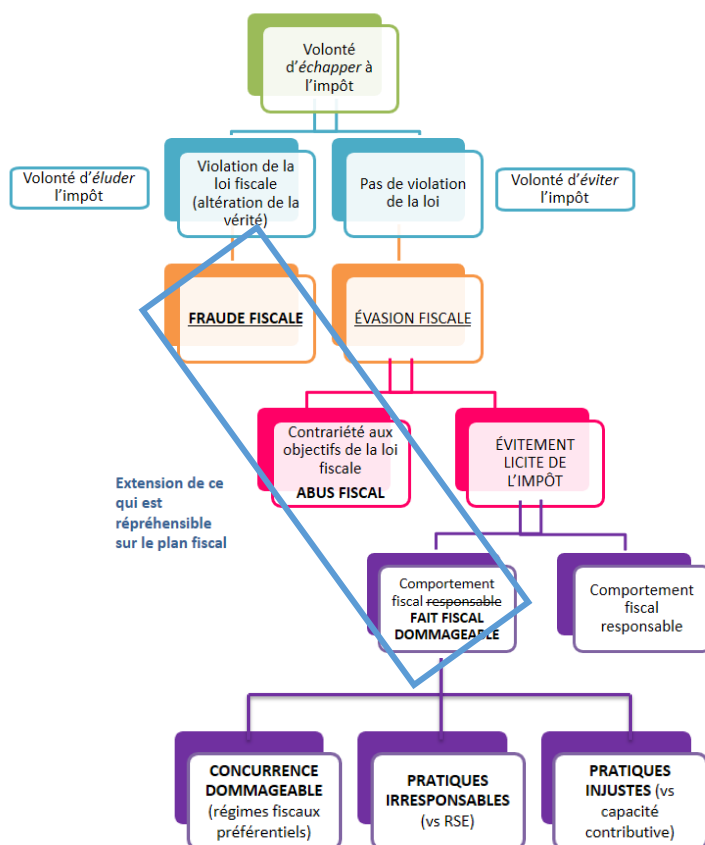 Volonté
d'échapper à
l'impôt
Volonté d'éluder
l'impôt
Violation de la
loi fiscale
(altération de la
vérité)
Pas de violation
de la loi
Volonté d'éviter
l'impôt
FRAUDE FISCALE
ÉVASION FISCALE
Contrariété aux
objectifs de la loi
fiscale
ABUS FISCAL
ÉVITEMENT
LICITE DE
L'IMPÔT
Extension de ce
qui est
répréhensible
sur le plan fiscal
Comportement
fiscal responsable
FAIT FISCAL
DOMMAGEABLE
Comportement
fiscal
responsable
CONCURRENCE
DOMMAGEABLE
(régimes fiscaux
préférentiels)
PRATIQUES
IRRESPONSABLES
(vs RSE)
PRATIQUES
INJUSTES (vs
capacité
contributive)